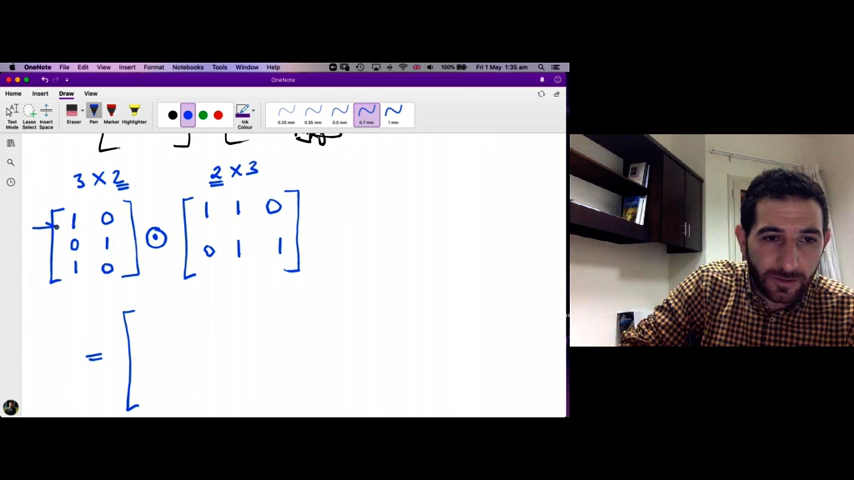 OneNote File Edit View Insert Format Notebooks Tools Window Help 100% Fri 1 May 1:35 am
OneNote
Home Insert Draw View
Text Mode Lasso Select Insert Space Eraser Pen Marker Highlighter Ink Colour 0.25 mm 0.35 mm 0.5 mm 0.7 mm 1 mm
3 × 2 2 × 3
1 0 1 1 0
0 1 ⊙
1 0 0 1 1
= [